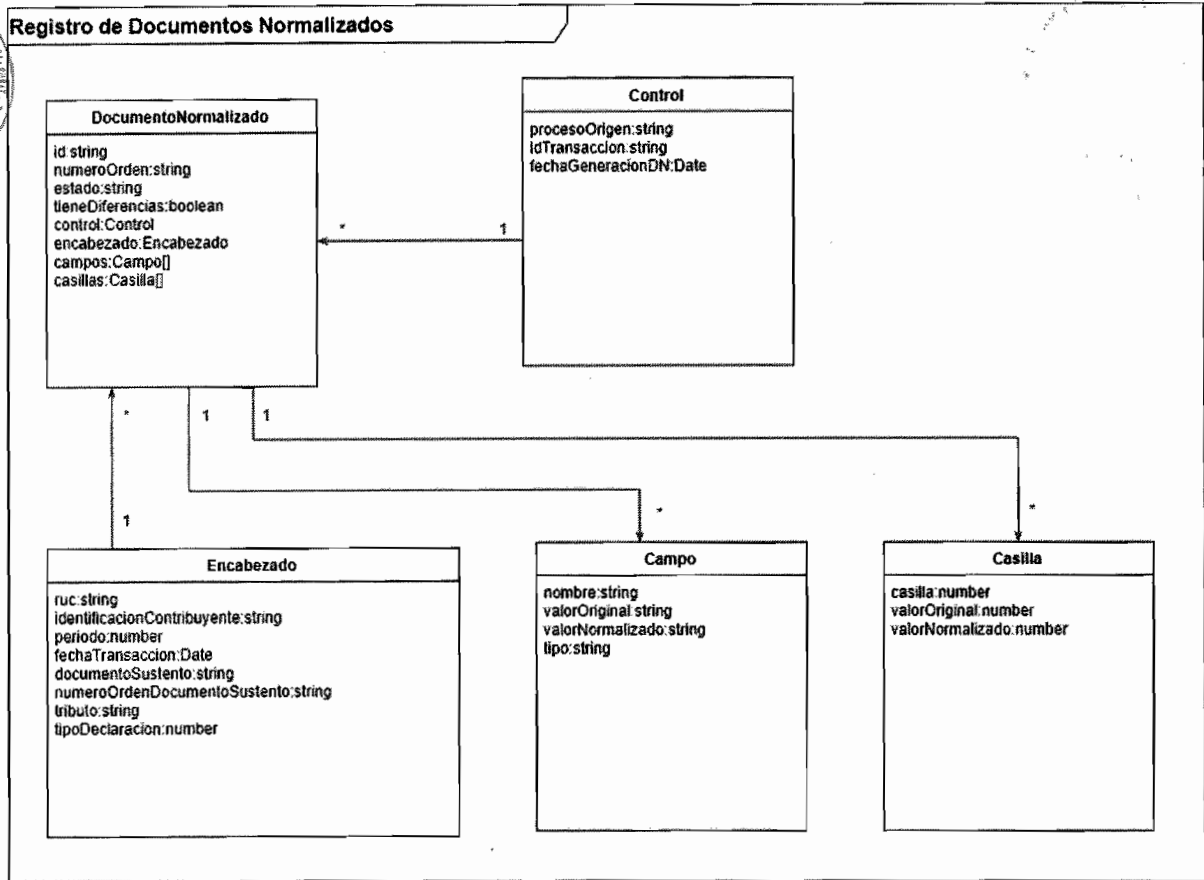 Registro de Documentos Normalizados
DocumentoNormalizado
id:string
numeroOrden:string
estado:string
tieneDiferencias:boolean
control:Control
encabezado:Encabezado
campos:Campo[]
casillas:Casilla[]
Control
procesoOrigen:string
idTransaccion:string
fechaGeneracionDN:Date
*
1
*
1
1
1
*
*
Encabezado
ruc:string
identificacionContribuyente:string
periodo:number
fechaTransaccion:Date
documentoSustento:string
numeroOrdenDocumentoSustento:string
tributo:string
tipoDeclaracion:number
Campo
nombre:string
valorOriginal:string
valorNormalizado:string
tipo:string
Casilla
casilla:number
valorOriginal:number
valorNormalizado:number